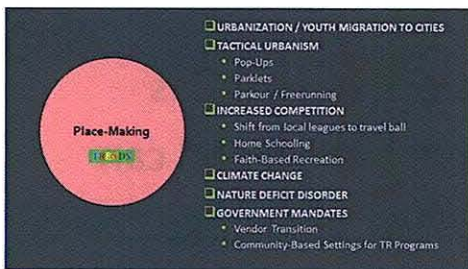 Place-Making
TRENDS
URBANIZATION / YOUTH MIGRATION TO CITIES
TACTICAL URBANISM
• Pop-Ups
• Parklets
• Parkour / Freerunning
INCREASED COMPETITION
• Shift from local leagues to travel ball
• Home Schooling
• Faith-Based Recreation
CLIMATE CHANGE
NATURE DEFICIT DISORDER
GOVERNMENT MANDATES
• Vendor Transition
• Community-Based Settings for TR Programs